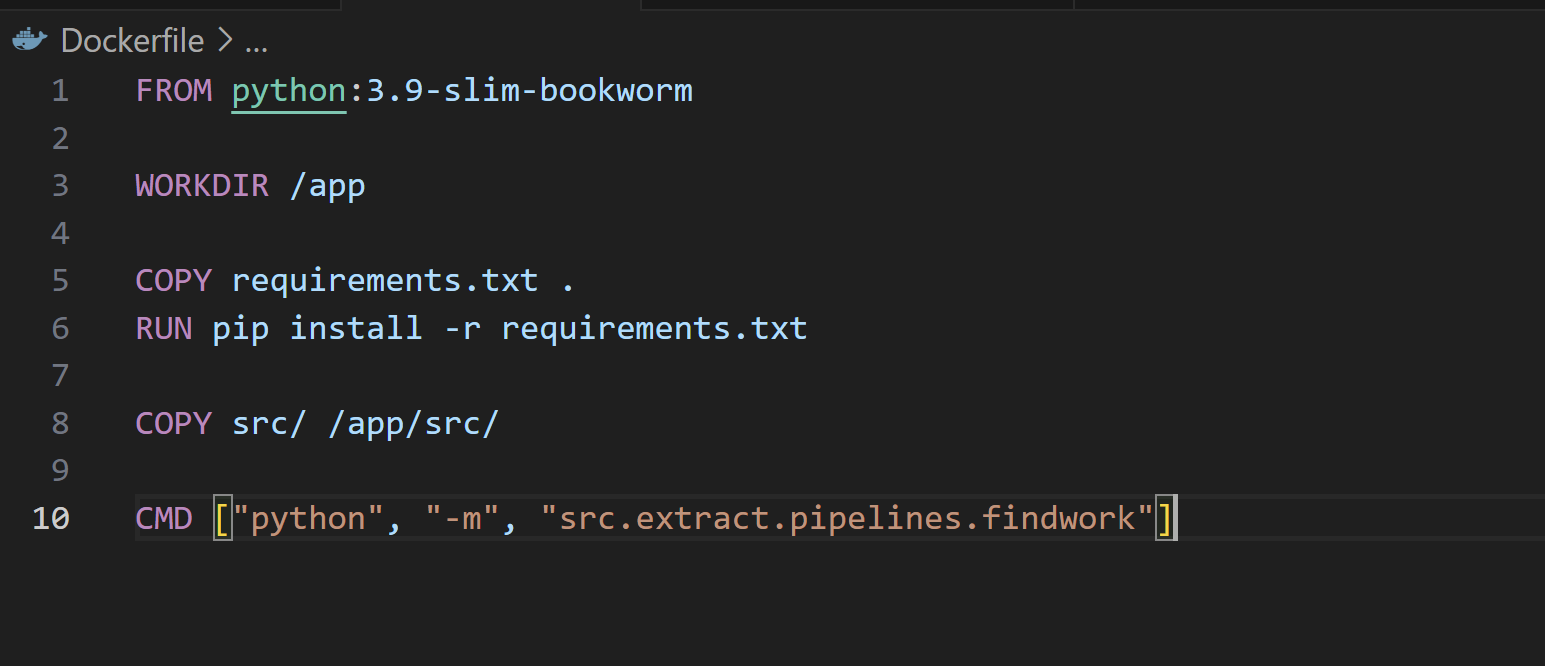 Dockerfile > ...
1 FROM python:3.9-slim-bookworm
2
3 WORKDIR /app
4
5 COPY requirements.txt .
6 RUN pip install -r requirements.txt
7
8 COPY src/ /app/src/
9
10 CMD ["python", "-m", "src.extract.pipelines.findwork"]